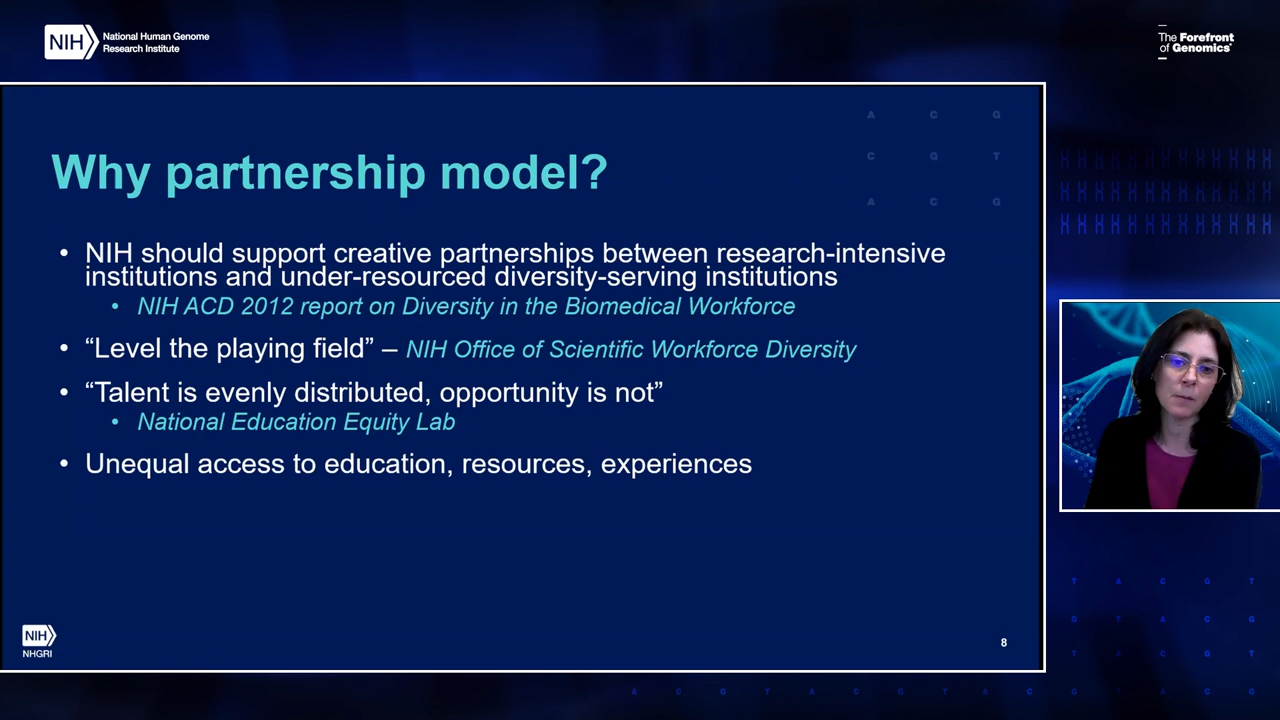 NIH National Human Genome
Research Institute
The Forefront
of Genomics®
A C G
C G T
A C G
Why partnership model?
• NIH should support creative partnerships between research-intensive
institutions and under-resourced diversity-serving institutions
• NIH ACD 2012 report on Diversity in the Biomedical Workforce
• “Level the playing field” – NIH Office of Scientific Workforce Diversity
• “Talent is evenly distributed, opportunity is not”
• National Education Equity Lab
• Unequal access to education, resources, experiences
NIH
NHGRI
8
T A C G T
G T A C G
T A C G T
A C G T A C G T A C G T A C G